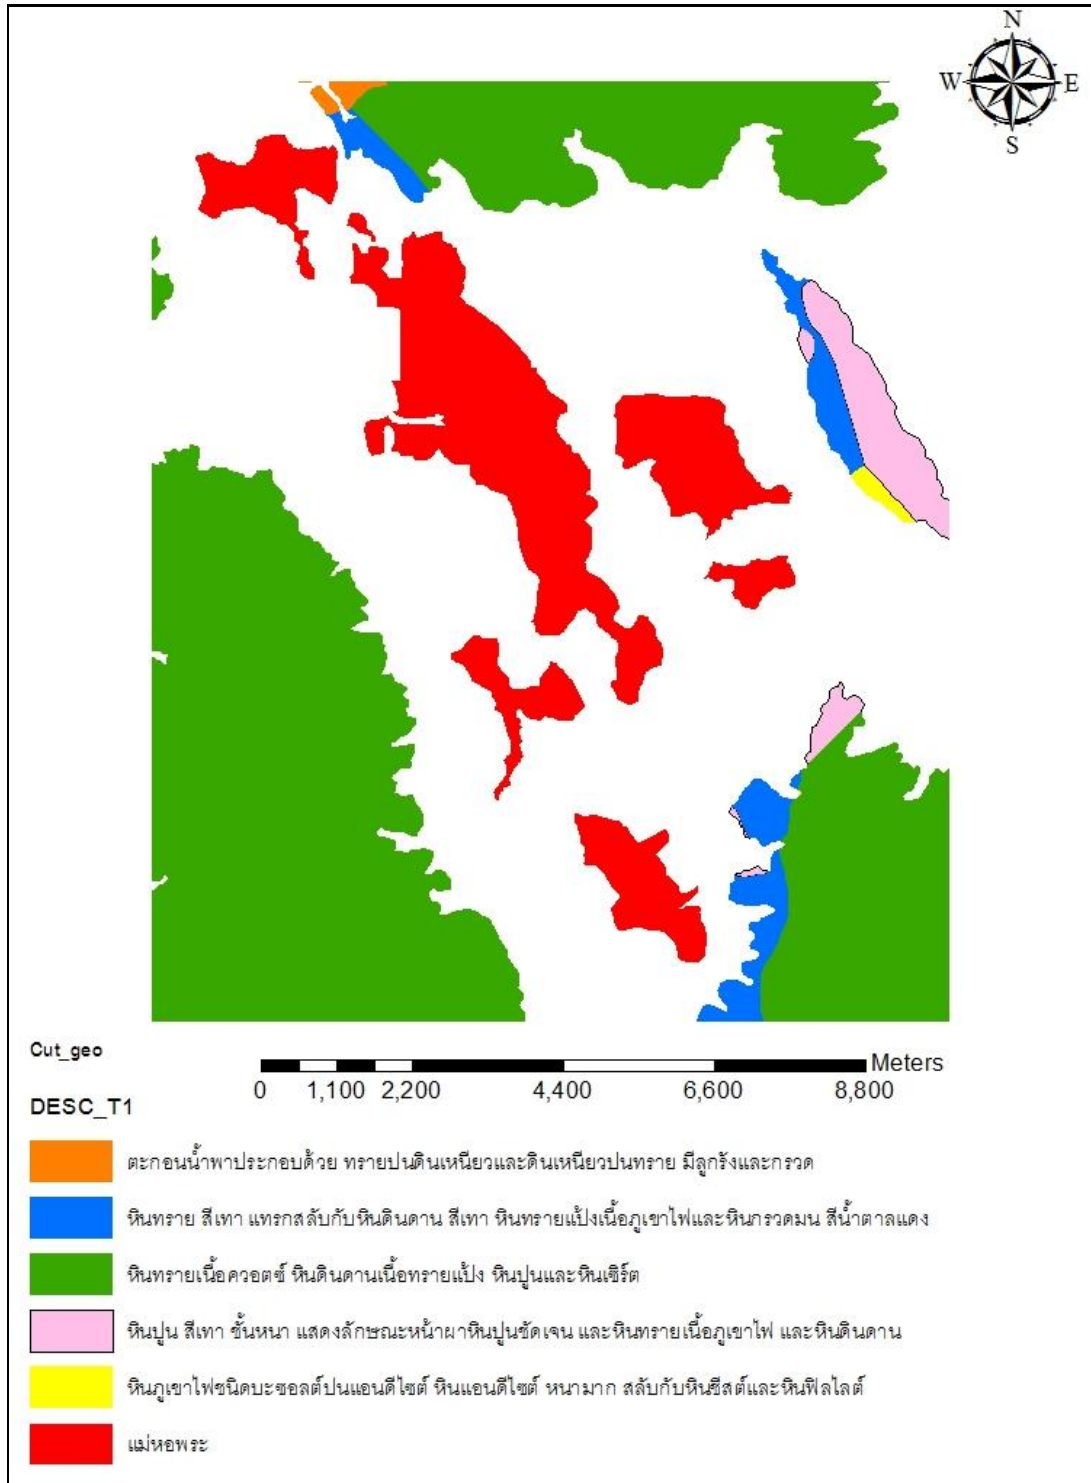 N
W E
S
Cut_geo
Meters
0 1,100 2,200 4,400 6,600 8,800
DESC_T1
ตะกอนน้ำพาประกอบด้วย ทรายปนดินเหนียวและดินเหนียวปนทราย มีลูกรังและกรวด
หินทราย สีเทา แทรกสลับกับหินดินดาน สีเทา หินทรายแป้งเนื้อภูเขาไฟและหินกรวดมน สีน้ำตาลแดง
หินทรายเนื้อควอตซ์ หินดินดานเนื้อทรายแป้ง หินปูนและหินเชิร์ต
หินปูน สีเทา ชั้นหนา แสดงลักษณะหน้าผาหินปูนชัดเจน และหินทรายเนื้อภูเขาไฟ และหินดินดาน
หินภูเขาไฟชนิดบะซอลต์ปนแอนดีไซต์ หินแอนดีไซต์ หนามาก สลับกับหินชีสต์และหินฟิลไลต์
แม่หอพระ